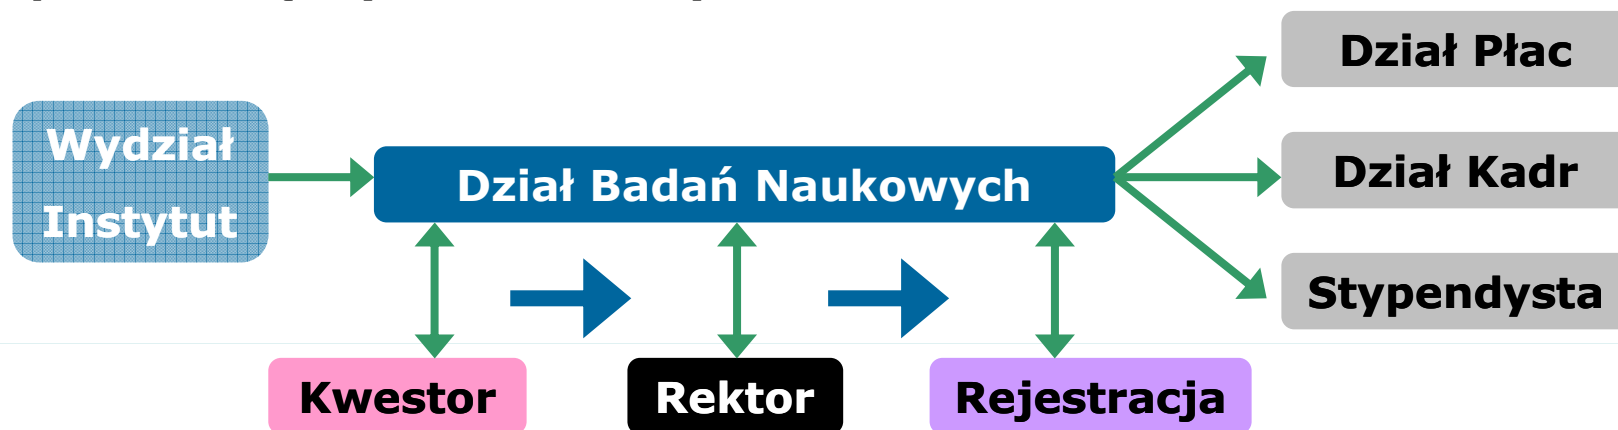 Wydział
Instytut
Dział Badań Naukowych
Dział Płac
Dział Kadr
Stypendysta
Kwestor
Rektor
Rejestracja